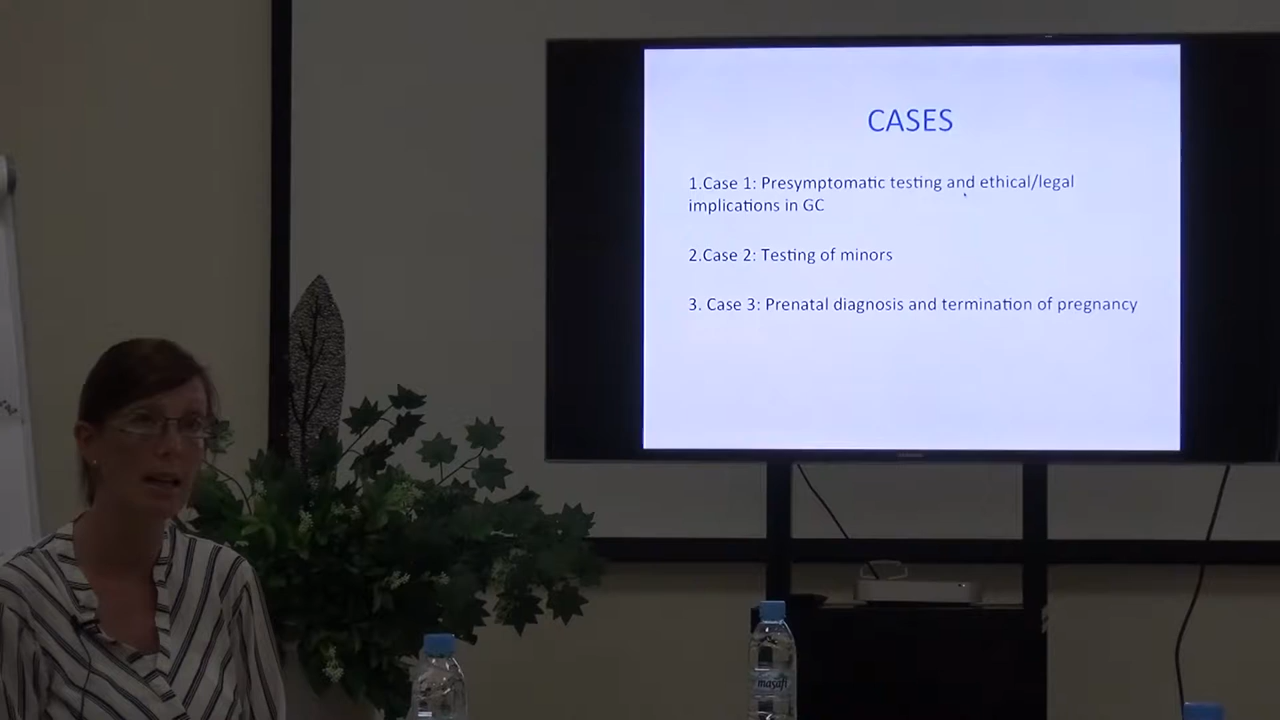 CASES
1.Case 1: Presymptomatic testing and ethical/legal
implications in GC
2.Case 2: Testing of minors
3. Case 3: Prenatal diagnosis and termination of pregnancy
masafi